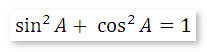 sin² A + cos² A = 1